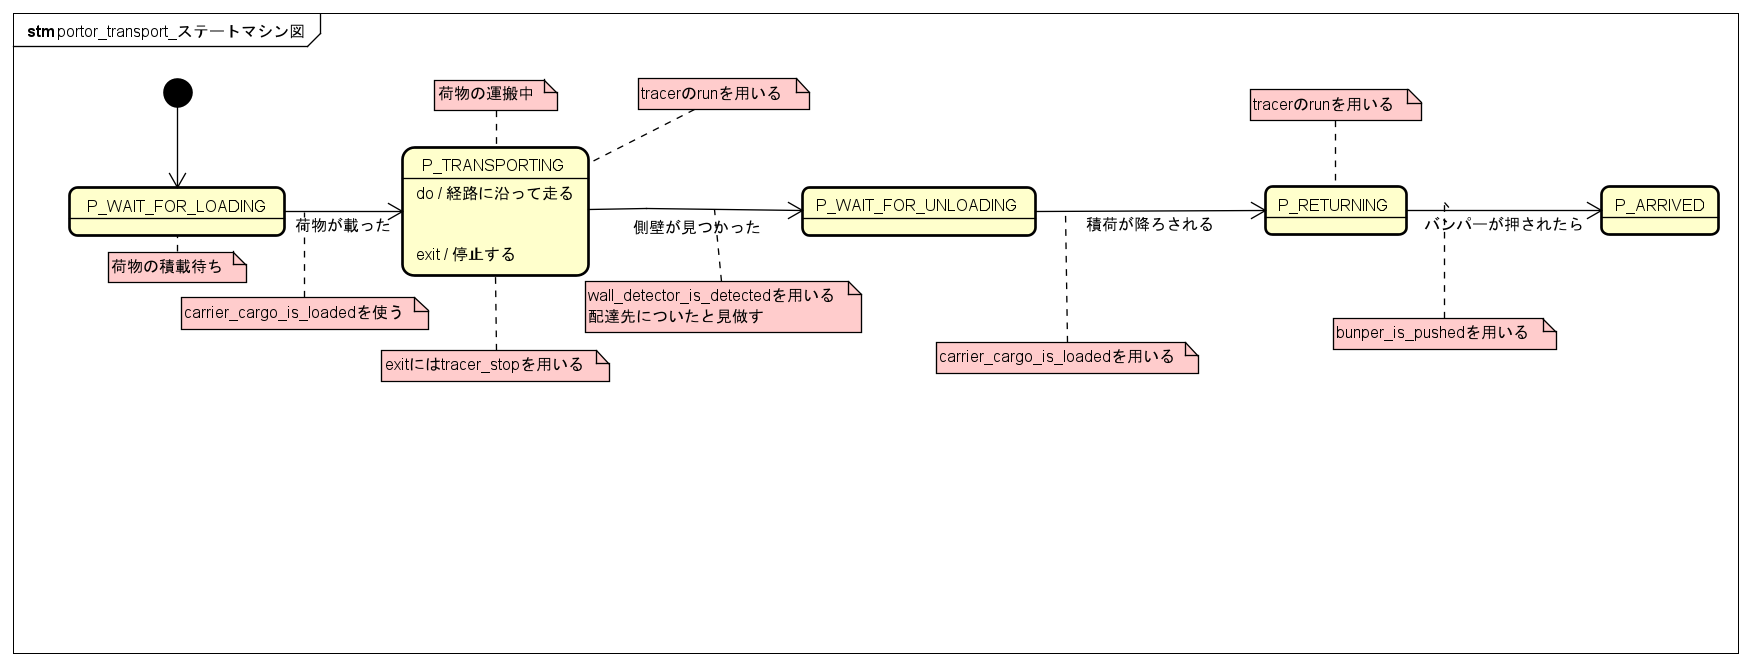 stm portor_transport_ステートマシン図
荷物の運搬中
tracerのrunを用いる
tracerのrunを用いる
P_WAIT_FOR_LOADING
荷物が載った
P_TRANSPORTING
do / 経路に沿って走る
exit / 停止する
側壁が見つかった
P_WAIT_FOR_UNLOADING
積荷が降ろされる
P_RETURNING
バンパーが押されたら
P_ARRIVED
荷物の積載待ち
carrier_cargo_is_loadedを使う
wall_detector_is_detectedを用いる
配達先についたと見做す
exitにはtracer_stopを用いる
carrier_cargo_is_loadedを用いる
bunper_is_pushedを用いる